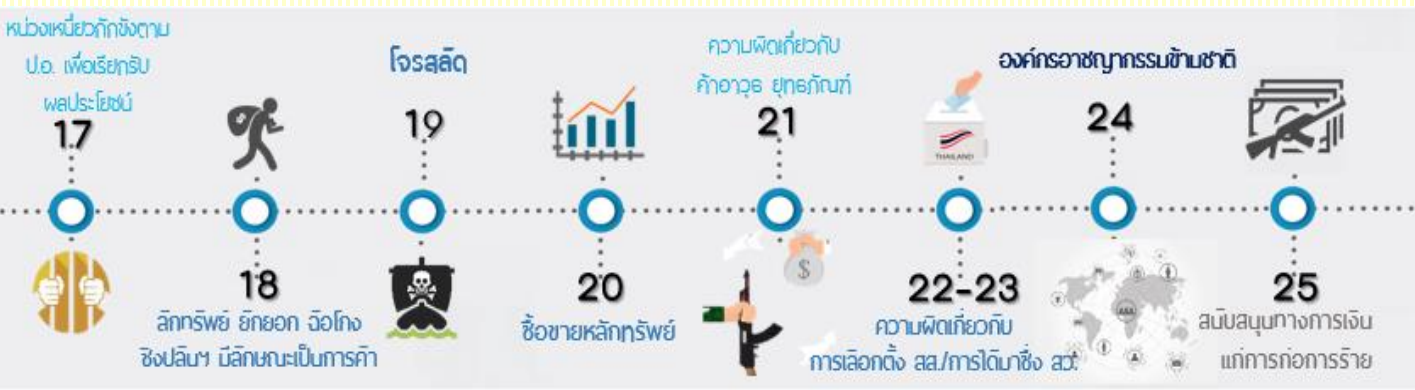 หน่วงเหนี่ยวกักขังตาม
ป.อ. เพื่อเรียกรับ
ผลประโยชน์
17
18
ลักทรัพย์ ยักยอก ฉ้อโกง
ชิงปล้นฯ มีลักษณะเป็นการค้า
โจรสลัด
19
20
ซื้อขายหลักทรัพย์
ความผิดเกี่ยวกับ
ค้าอาวุธ ยุทธภัณฑ์
21
$
THAILAND
22-23
ความผิดเกี่ยวกับ
การเลือกตั้ง สส./การได้มาซึ่ง สว.
องค์กรอาชญากรรมข้ามชาติ
24
25
สนับสนุนทางการเงิน
แก่การก่อการร้าย